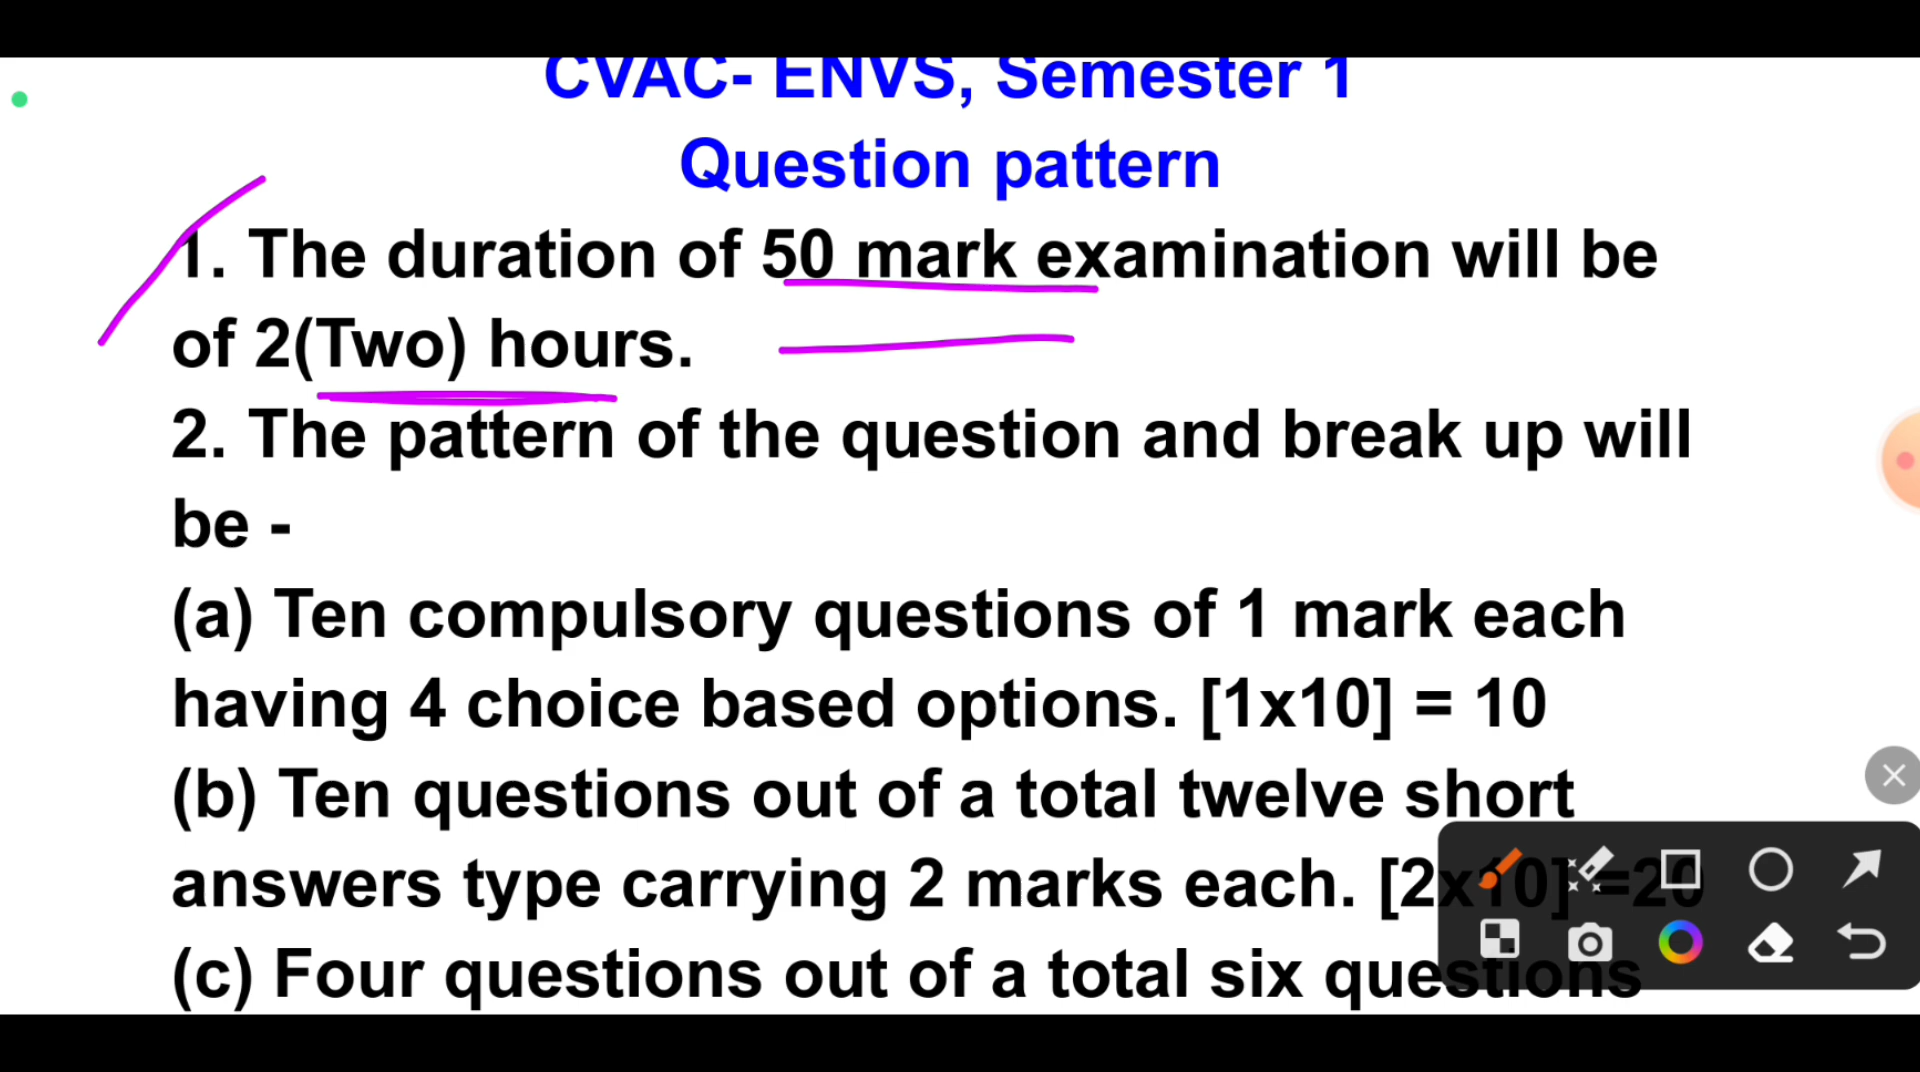 CVAC- ENVS, Semester 1
Question pattern
1. The duration of 50 mark examination will be
of 2(Two) hours.
2. The pattern of the question and break up will
be -
(a) Ten compulsory questions of 1 mark each
having 4 choice based options. [1x10] = 10
(b) Ten questions out of a total twelve short
answers type carrying 2 marks each. [2x10] =20
(c) Four questions out of a total six questions